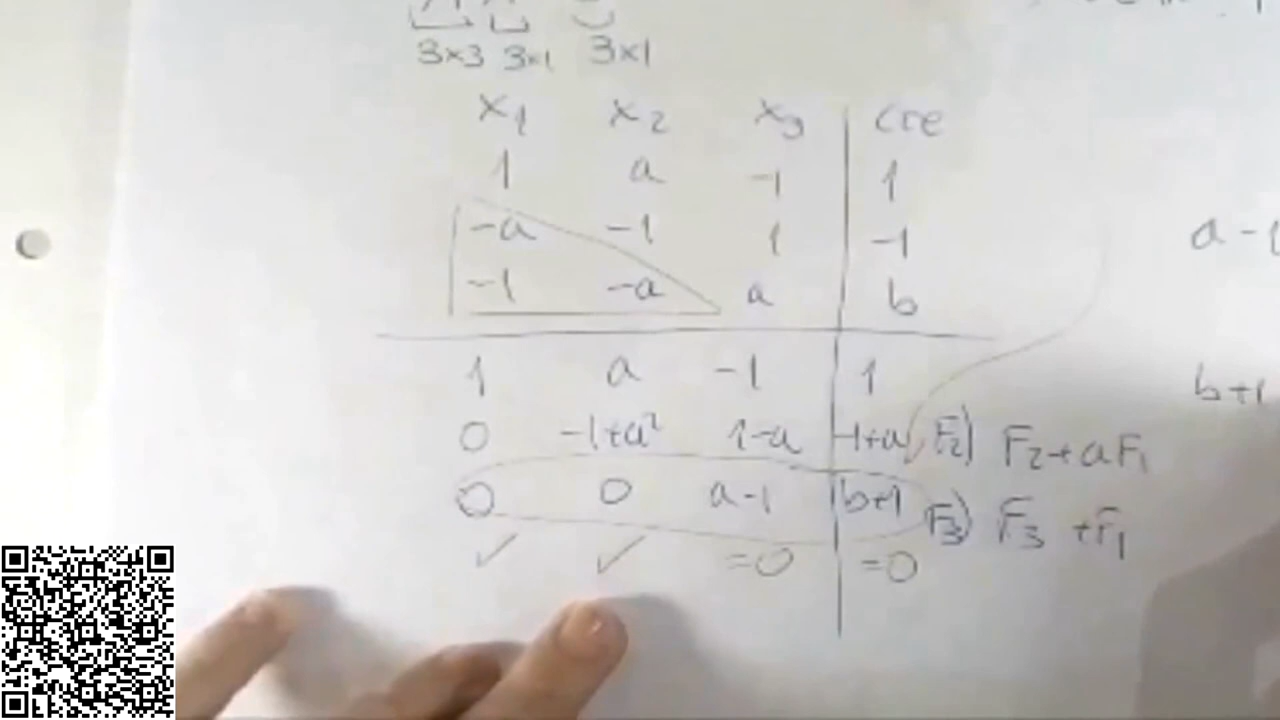 3×3 3×1 3×1
x1 x2 x3 cte
1 a -1 1
-a -1 1 -1
-1 -a a b
1 a -1 1
0 -1+a² 1-a -1+a F2) F2+aF1
0 0 a-1 b+1 F3) F3 +F1
✓ ✓ =0 =0
a-1
b+1